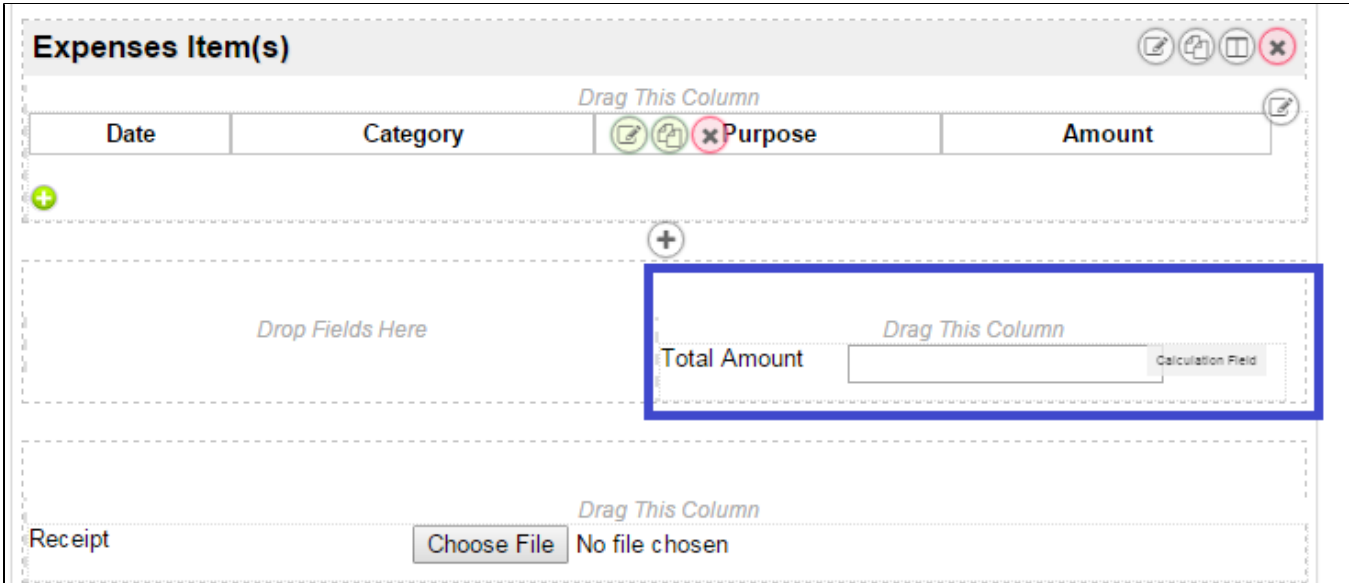 Expenses Item(s)
Drag This Column
Date Category Purpose Amount
Drop Fields Here
Drag This Column
Total Amount Calculation Field
Drag This Column
Receipt Choose File No file chosen